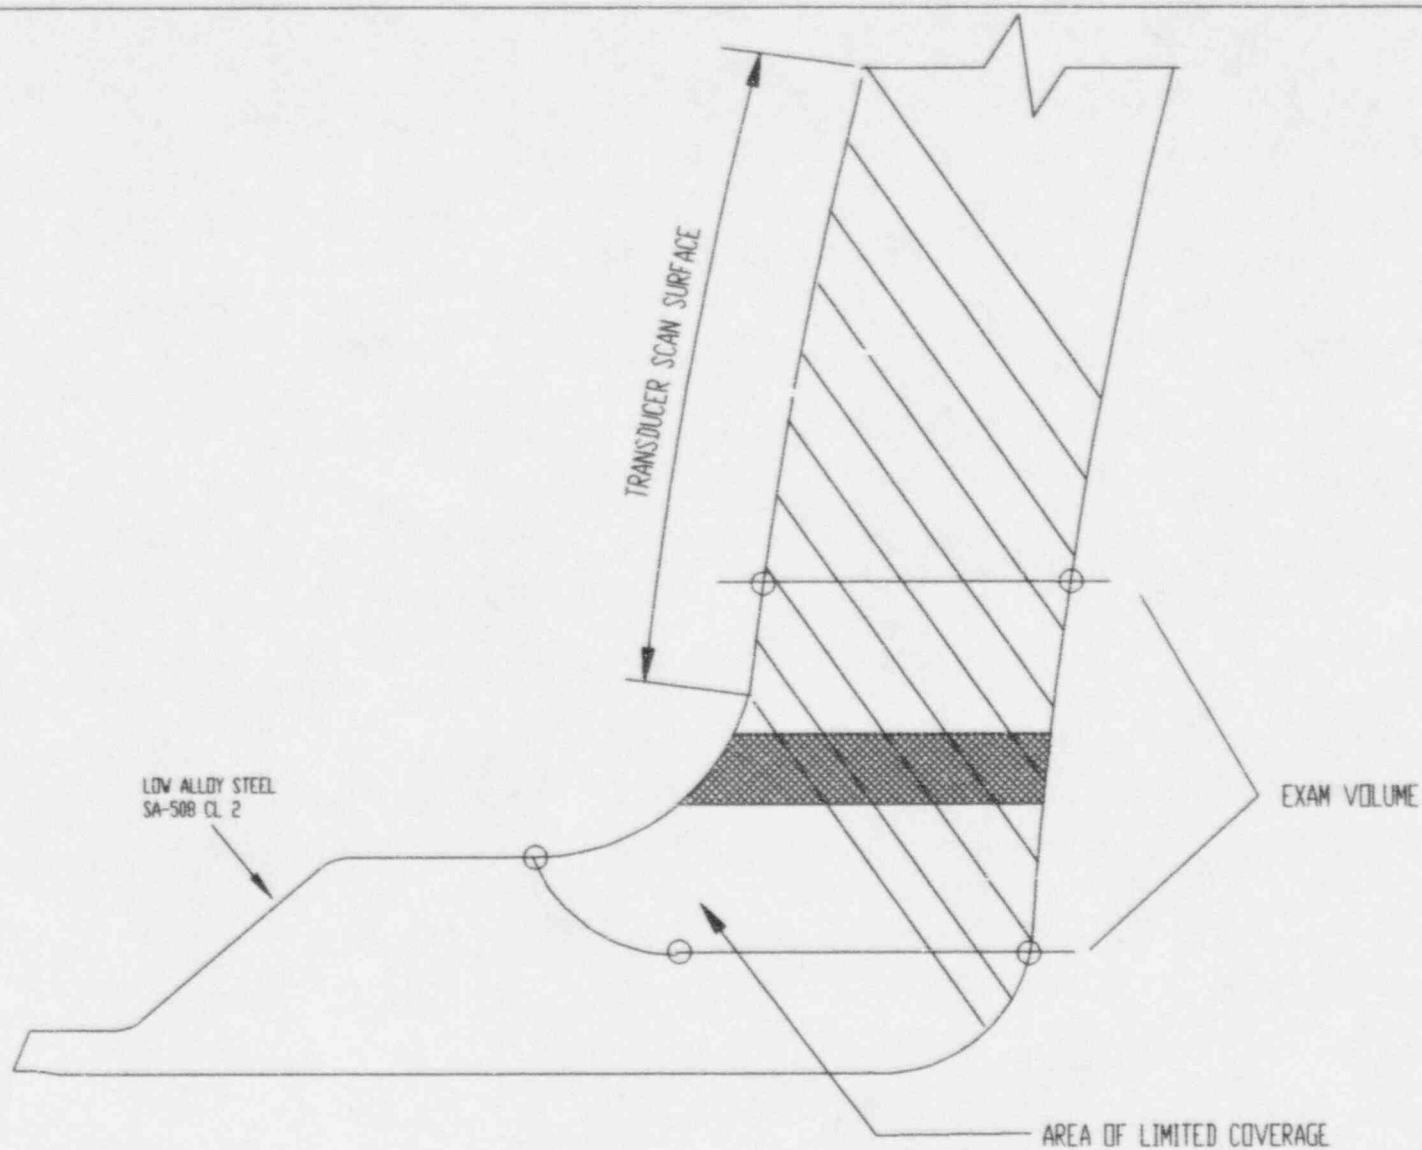 TRANSDUCER SCAN SURFACE
LOW ALLOY STEEL
SA-508 CL 2
EXAM VOLUME
AREA OF LIMITED COVERAGE